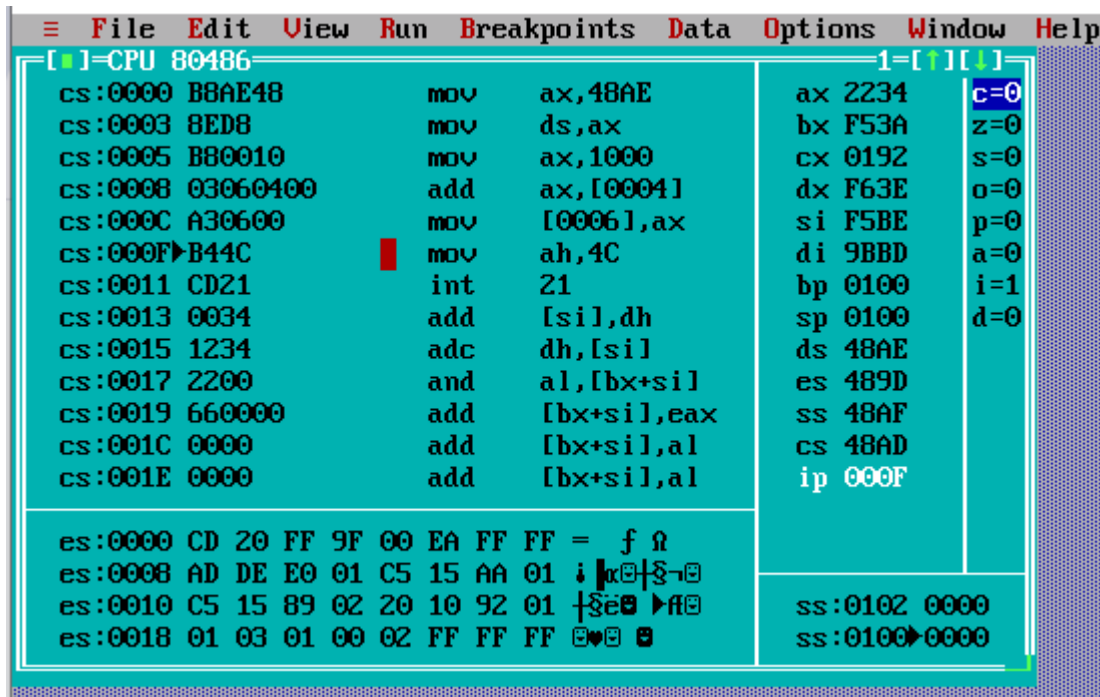 ≡ File Edit View Run Breakpoints Data Options Window Help
[■]=CPU 80486 1=[↑][↓]
cs:0000 B8AE48 mov ax,48AE
cs:0003 8ED8 mov ds,ax
cs:0005 B80010 mov ax,1000
cs:0008 03060400 add ax,[0004]
cs:000C A30600 mov [0006],ax
cs:000F►B44C mov ah,4C
cs:0011 CD21 int 21
cs:0013 0034 add [si],dh
cs:0015 1234 adc dh,[si]
cs:0017 2200 and al,[bx+si]
cs:0019 660000 add [bx+si],eax
cs:001C 0000 add [bx+si],al
cs:001E 0000 add [bx+si],al
ax 2234
bx F53A
cx 0192
dx F63E
si F5BE
di 9BBD
bp 0100
sp 0100
ds 48AE
es 489D
ss 48AF
cs 48AD
ip 000F
c=0
z=0
s=0
o=0
p=0
a=0
i=1
d=0
es:0000 CD 20 FF 9F 00 EA FF FF = ƒ Ω
es:0008 AD DE E0 01 C5 15 AA 01 ¡▐α☺┼§¬☺
es:0010 C5 15 89 02 20 10 92 01 ┼§ë☻ ►Æ☺
es:0018 01 03 01 00 02 FF FF FF ☺♥☺ ☻
ss:0102 0000
ss:0100►0000